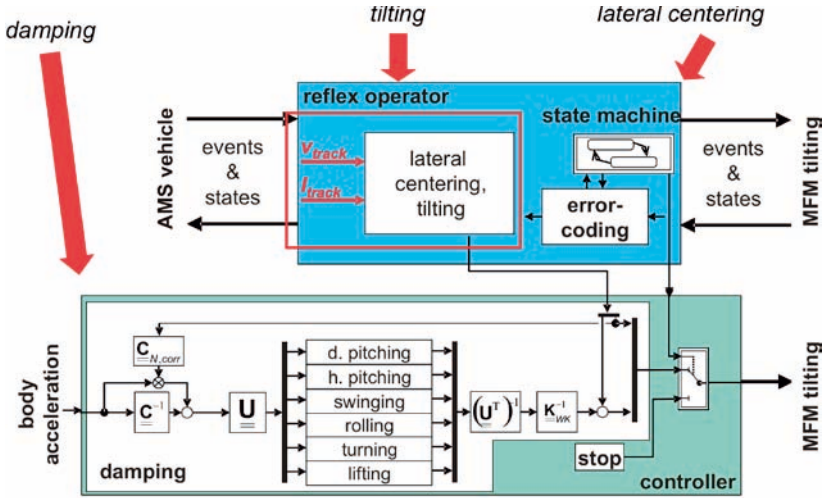 damping
tilting
lateral centering
reflex operator
state machine
AMS vehicle
events
&
states
v_track
l_track
lateral
centering,
tilting
error-
coding
events
&
states
MFM tilting
body
acceleration
C_N,corr
C^-1
U
d. pitching
h. pitching
swinging
rolling
turning
lifting
(U^T)^1
K_WK^-1
stop
damping
controller
MFM tilting